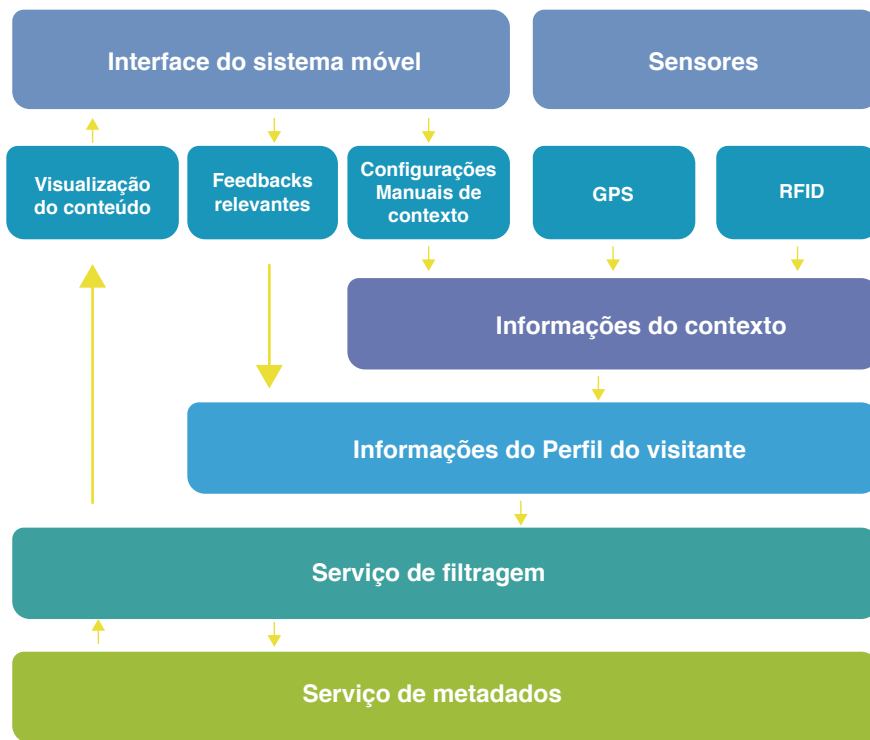 Interface do sistema móvel
Sensores
Visualização
do conteúdo
Feedbacks
relevantes
Configurações
Manuais de
contexto
GPS
RFID
Informações do contexto
Informações do Perfil do visitante
Serviço de filtragem
Serviço de metadados